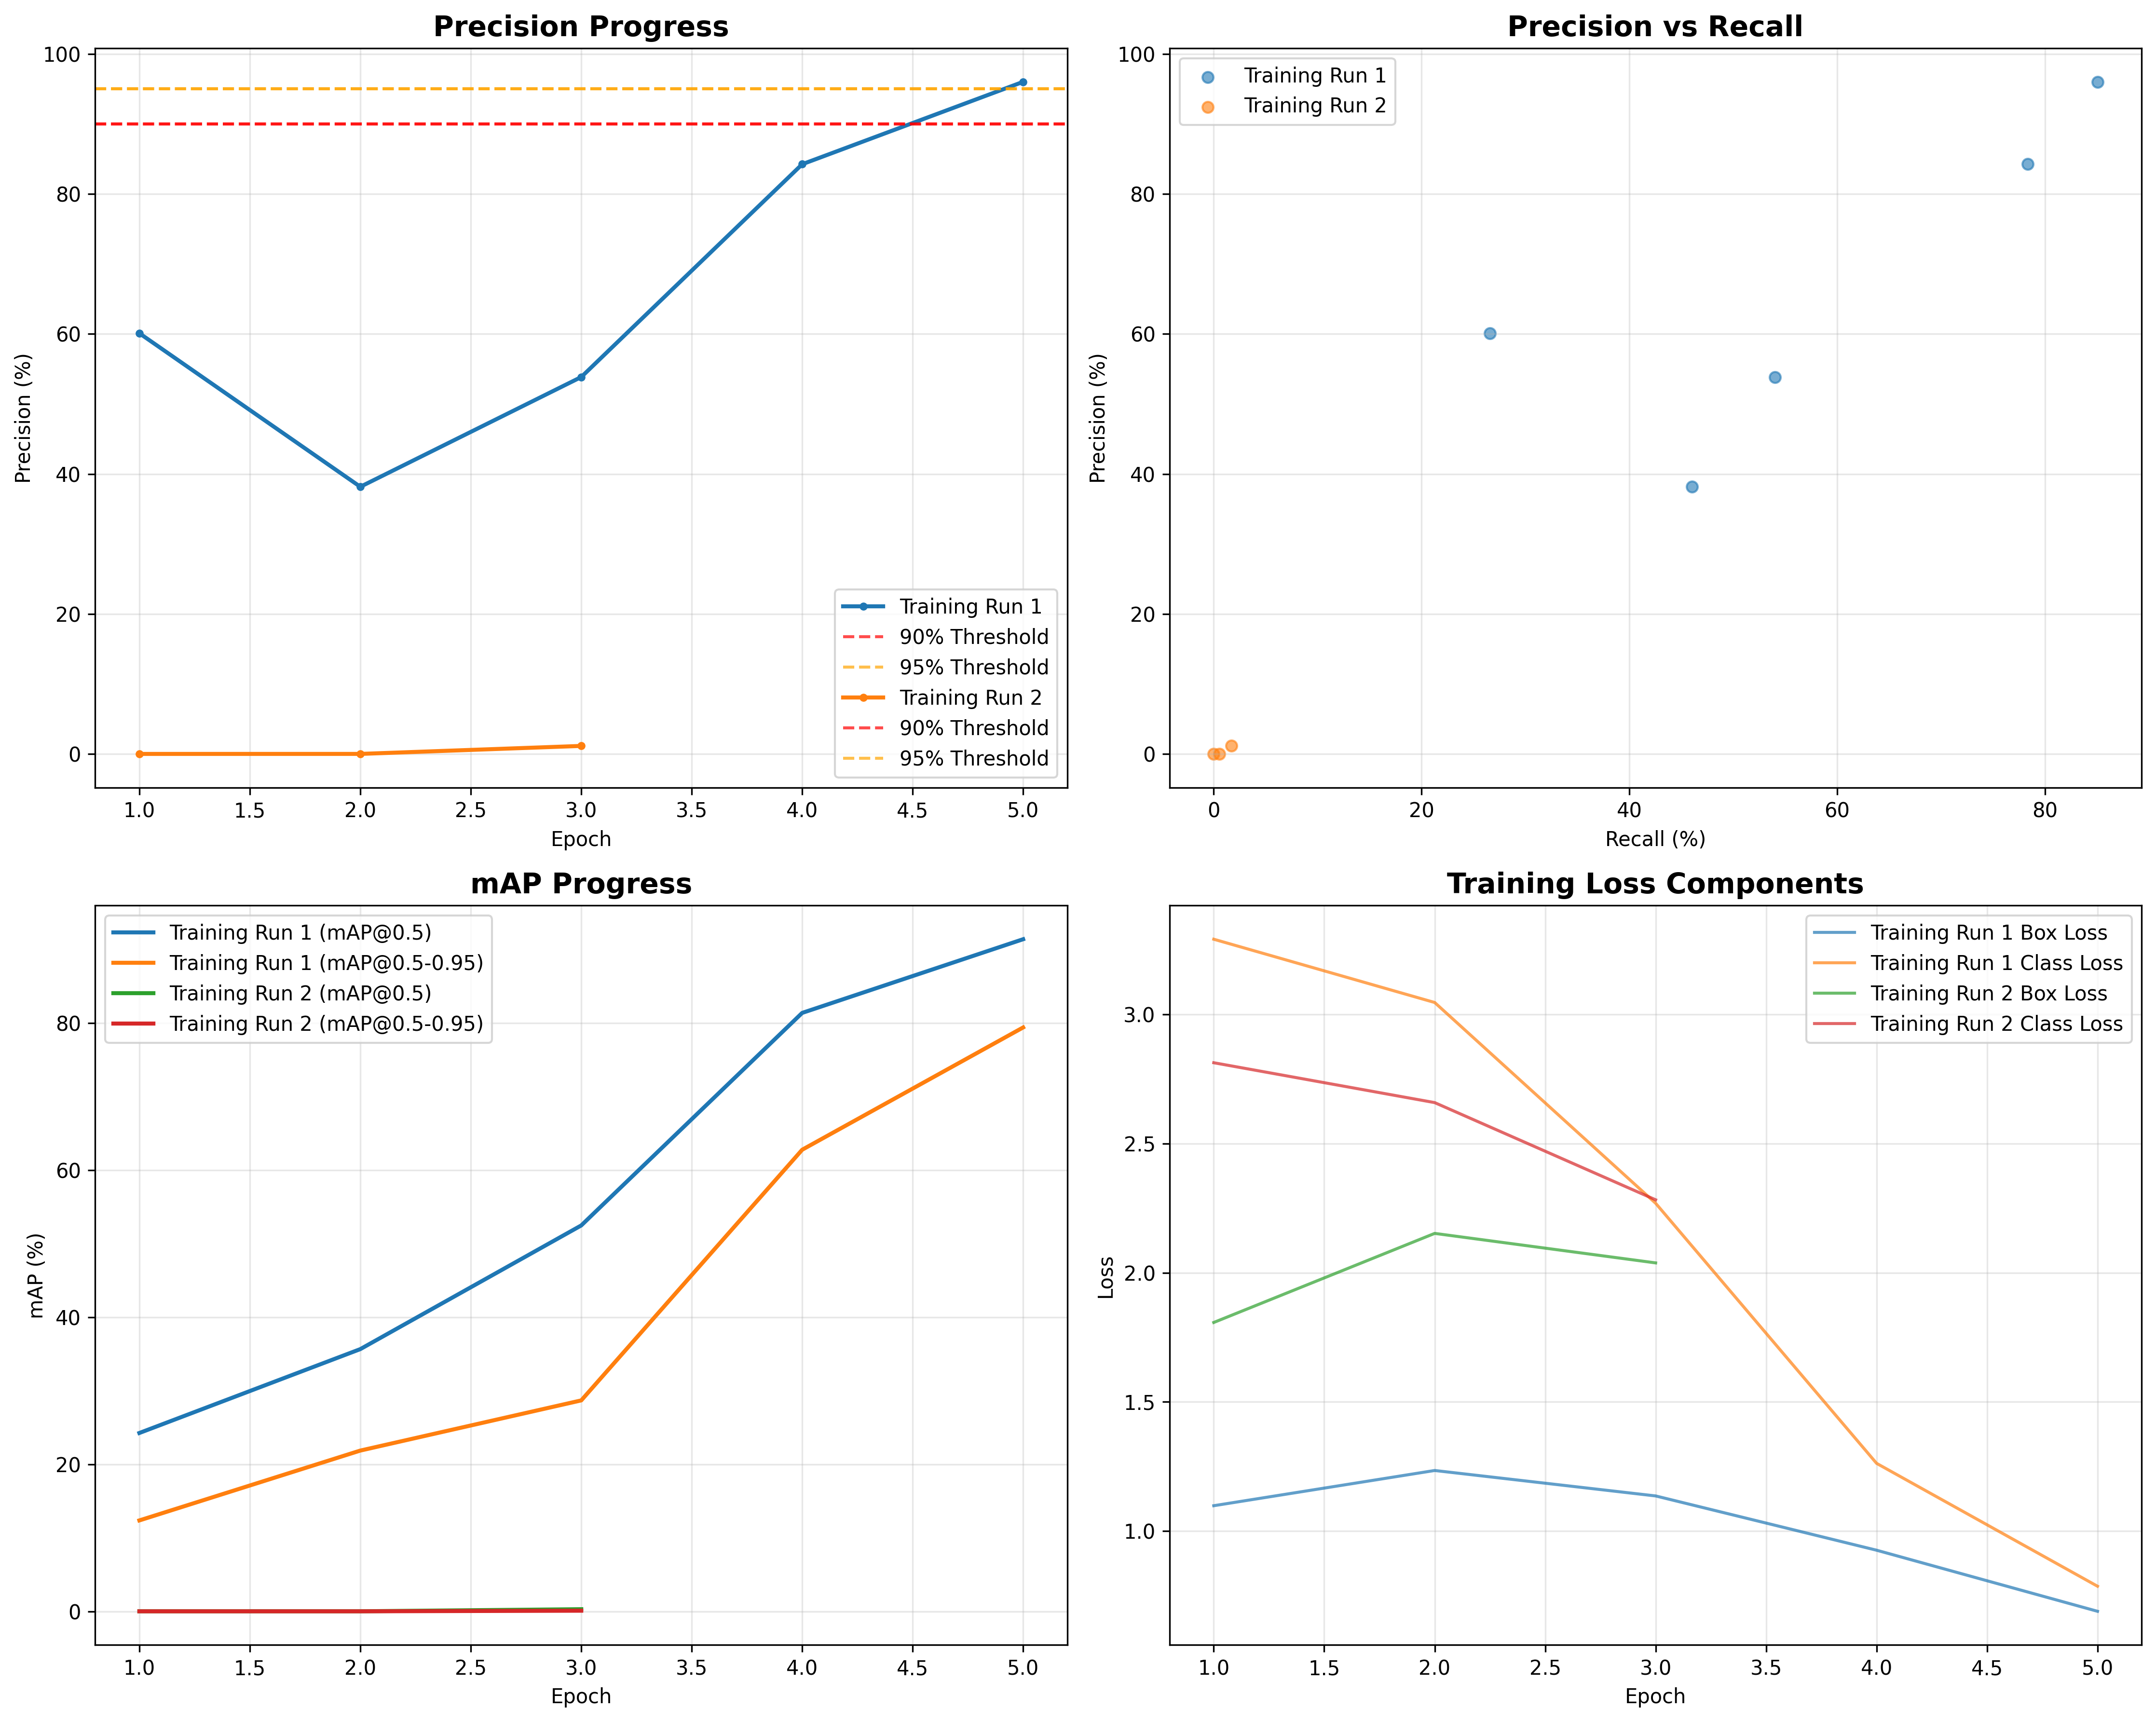 Precision Progress
Precision (%)
100
80
60
40
20
0
Training Run 1
90% Threshold
95% Threshold
Training Run 2
90% Threshold
95% Threshold
1.0 1.5 2.0 2.5 3.0 3.5 4.0 4.5 5.0
Epoch
Precision vs Recall
Precision (%)
100
80
60
40
20
0
Training Run 1
Training Run 2
0 20 40 60 80
Recall (%)
mAP Progress
mAP (%)
80
60
40
20
0
Training Run 1 (mAP@0.5)
Training Run 1 (mAP@0.5-0.95)
Training Run 2 (mAP@0.5)
Training Run 2 (mAP@0.5-0.95)
1.0 1.5 2.0 2.5 3.0 3.5 4.0 4.5 5.0
Epoch
Training Loss Components
Loss
3.0
2.5
2.0
1.5
1.0
Training Run 1 Box Loss
Training Run 1 Class Loss
Training Run 2 Box Loss
Training Run 2 Class Loss
1.0 1.5 2.0 2.5 3.0 3.5 4.0 4.5 5.0
Epoch